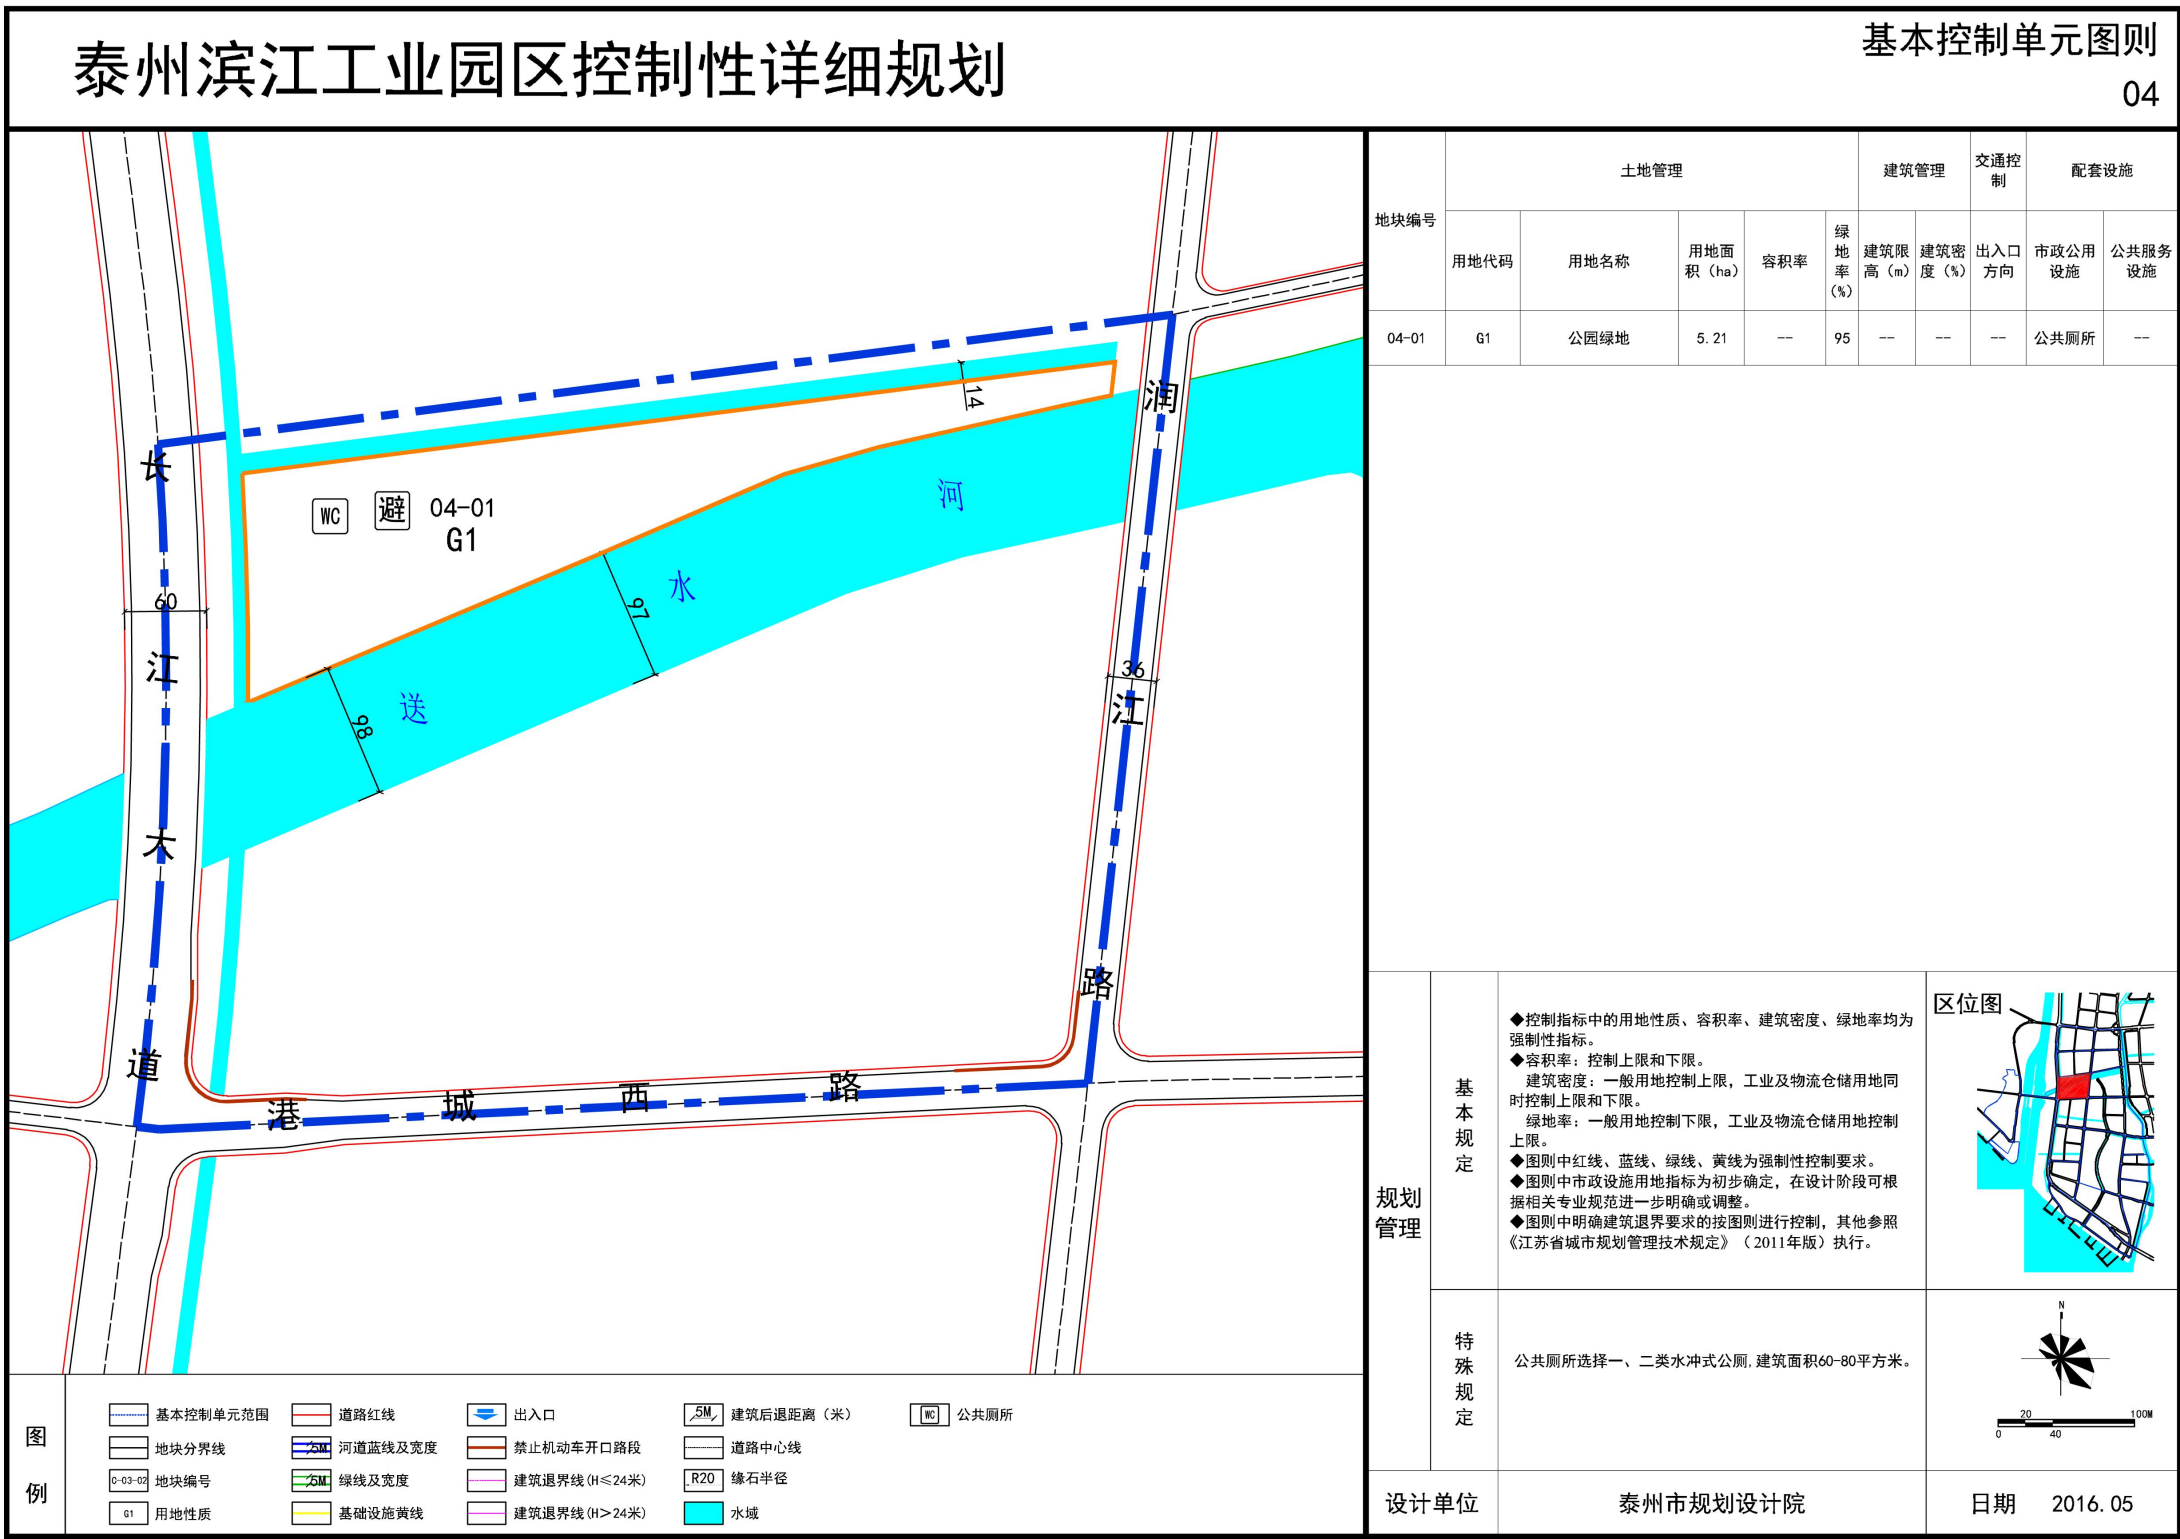 泰州滨江工业园区控制性详细规划
基本控制单元图则
04
长江大道
润江路
港城西路
送水河
60
36
14
97
98
WC
避
04-01
G1
地块编号
土地管理
建筑管理
交通控制
配套设施
用地代码
用地名称
用地面积（ha）
容积率
绿地率（%）
建筑限高（m）
建筑密度（%）
出入口方向
市政公用设施
公共服务设施
04-01 G1 公园绿地 5.21 -- 95 -- -- -- 公共厕所 --
规划管理
基本规定
◆控制指标中的用地性质、容积率、建筑密度、绿地率均为
强制性指标。
◆容积率：控制上限和下限。
建筑密度：一般用地控制上限，工业及物流仓储用地同
时控制上限和下限。
绿地率：一般用地控制下限，工业及物流仓储用地控制
上限。
◆图则中红线、蓝线、绿线、黄线为强制性控制要求。
◆图则中市政设施用地指标为初步确定，在设计阶段可根
据相关专业规范进一步明确或调整。
◆图则中明确建筑退界要求的按图则进行控制，其他参照
《江苏省城市规划管理技术规定》（2011年版）执行。
区位图
特殊规定
公共厕所选择一、二类水冲式公厕,建筑面积60-80平方米。
N
20 100M
0 40
设计单位 泰州市规划设计院 日期 2016.05
图例
基本控制单元范围
地块分界线
C-03-02 地块编号
G1 用地性质
道路红线
5M 河道蓝线及宽度
5M 绿线及宽度
基础设施黄线
出入口
禁止机动车开口路段
建筑退界线(H≤24米)
建筑退界线(H>24米)
5M 建筑后退距离（米）
道路中心线
R20 缘石半径
水域
WC 公共厕所